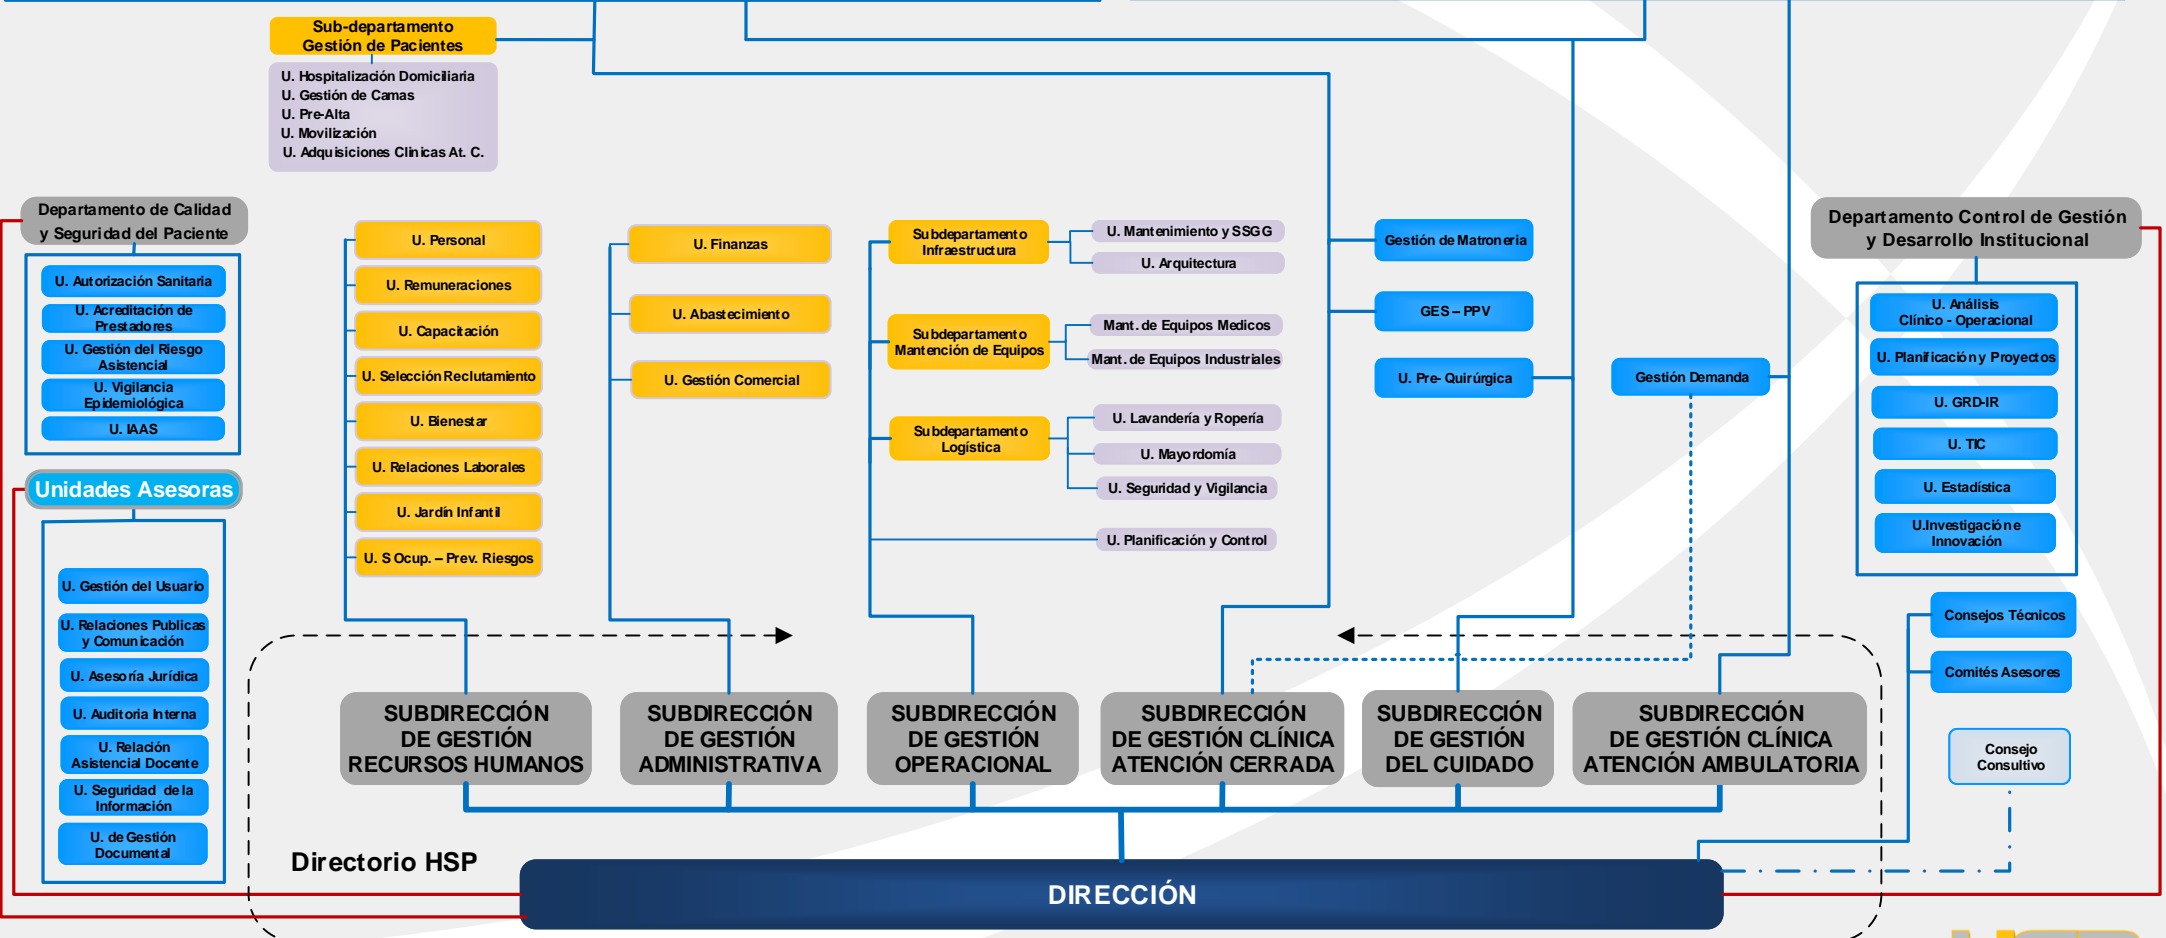 Sub-departamento
Gestión de Pacientes
U. Hospitalización Domiciliaria
U. Gestión de Camas
U. Pre-Alta
U. Movilización
U. Adquisiciones Clinicas At. C.
Departamento de Calidad
y Seguridad del Paciente
U. Autorización Sanitaria
U. Acreditación de
Prestadores
U. Gestión del Riesgo
Asistencial
U. Vigilancia
Epidemiológica
U. IAAS
Unidades Asesoras
U. Gestión del Usuario
U. Relaciones Publicas
y Comunicación
U. Asesoría Jurídica
U. Auditoria Interna
U. Relación
Asistencial Docente
U. Seguridad de la
Información
U. de Gestión
Documental
U. Personal
U. Remuneraciones
U. Capacitación
U. Selección Reclutamiento
U. Bienestar
U. Relaciones Laborales
U. Jardín Infantil
U. S Ocup. – Prev. Riesgos
U. Finanzas
U. Abastecimiento
U. Gestión Comercial
Subdepartamento
Infraestructura
U. Mantenimiento y SSGG
U. Arquitectura
Subdepartamento
Mantención de Equipos
Mant. de Equipos Medicos
Mant. de Equipos Industriales
Subdepartamento
Logística
U. Lavandería y Ropería
U. Mayordomía
U. Seguridad y Vigilancia
U. Planificación y Control
Gestión de Matroneria
GES – PPV
U. Pre- Quirúrgica
Gestión Demanda
Departamento Control de Gestión
y Desarrollo Institucional
U. Análisis
Clínico - Operacional
U. Planificación y Proyectos
U. GRD-IR
U. TIC
U. Estadística
U.Investigación e
Innovación
Consejos Técnicos
Comités Asesores
Consejo
Consultivo
SUBDIRECCIÓN
DE GESTIÓN
RECURSOS HUMANOS
SUBDIRECCIÓN
DE GESTIÓN
ADMINISTRATIVA
SUBDIRECCIÓN
DE GESTIÓN
OPERACIONAL
SUBDIRECCIÓN
DE GESTIÓN CLÍNICA
ATENCIÓN CERRADA
SUBDIRECCIÓN
DE GESTIÓN
DEL CUIDADO
SUBDIRECCIÓN
DE GESTIÓN CLÍNICA
ATENCIÓN AMBULATORIA
Directorio HSP
DIRECCIÓN